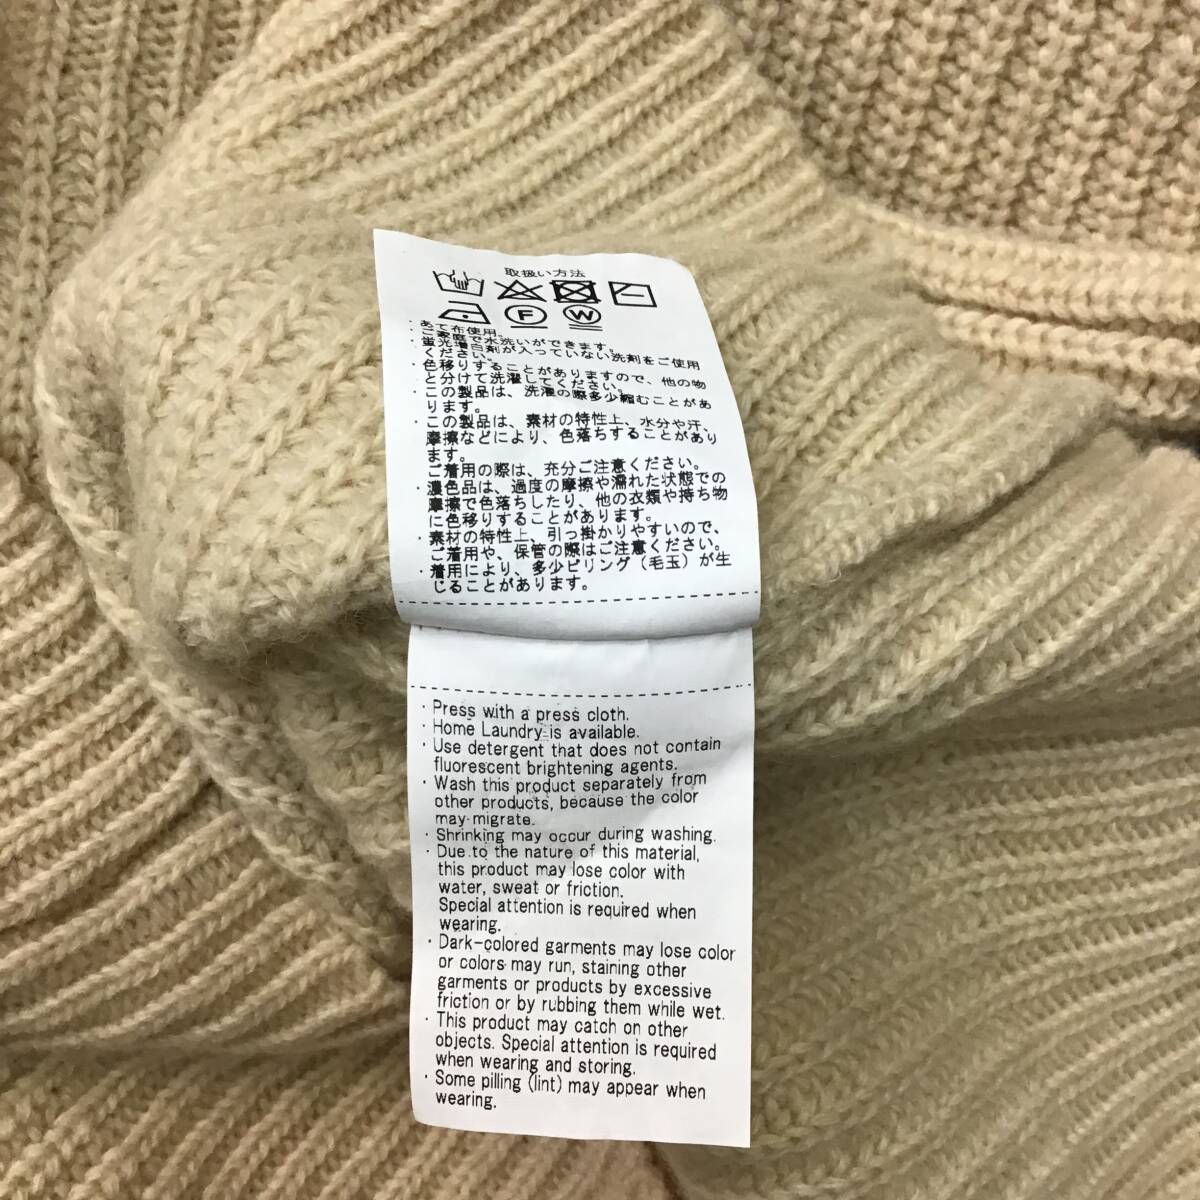 取扱い方法
F W
・あて布使用。
・ご家庭で水洗いができます。
・蛍光増白剤が入っていない洗剤をご使用
ください。
・色移りすることがありますので、他の物
と分けて洗濯してください。
・この製品は、洗濯の際多少縮むことがあ
ります。
・この製品は、素材の特性上、水分や汗、
摩擦などにより、色落ちすることがあり
ます。
ご着用の際は、充分ご注意ください。
・濃色品は、過度の摩擦や濡れた状態での
摩擦で色落ちしたり、他の衣類や持ち物
に色移りすることがあります。
・素材の特性上、引っ掛かりやすいので、
ご着用や、保管の際はご注意ください。
・着用により、多少ピリング（毛玉）が生
じることがあります。
・Press with a press cloth.
・Home Laundry is available.
・Use detergent that does not contain
fluorescent brightening agents.
・Wash this product separately from
other products, because the color
may migrate.
・Shrinking may occur during washing.
・Due to the nature of this material,
this product may lose color with
water, sweat or friction.
Special attention is required when
wearing.
・Dark-colored garments may lose color
or colors may run, staining other
garments or products by excessive
friction or by rubbing them while wet.
・This product may catch on other
objects. Special attention is required
when wearing and storing.
・Some pilling (lint) may appear when
wearing.